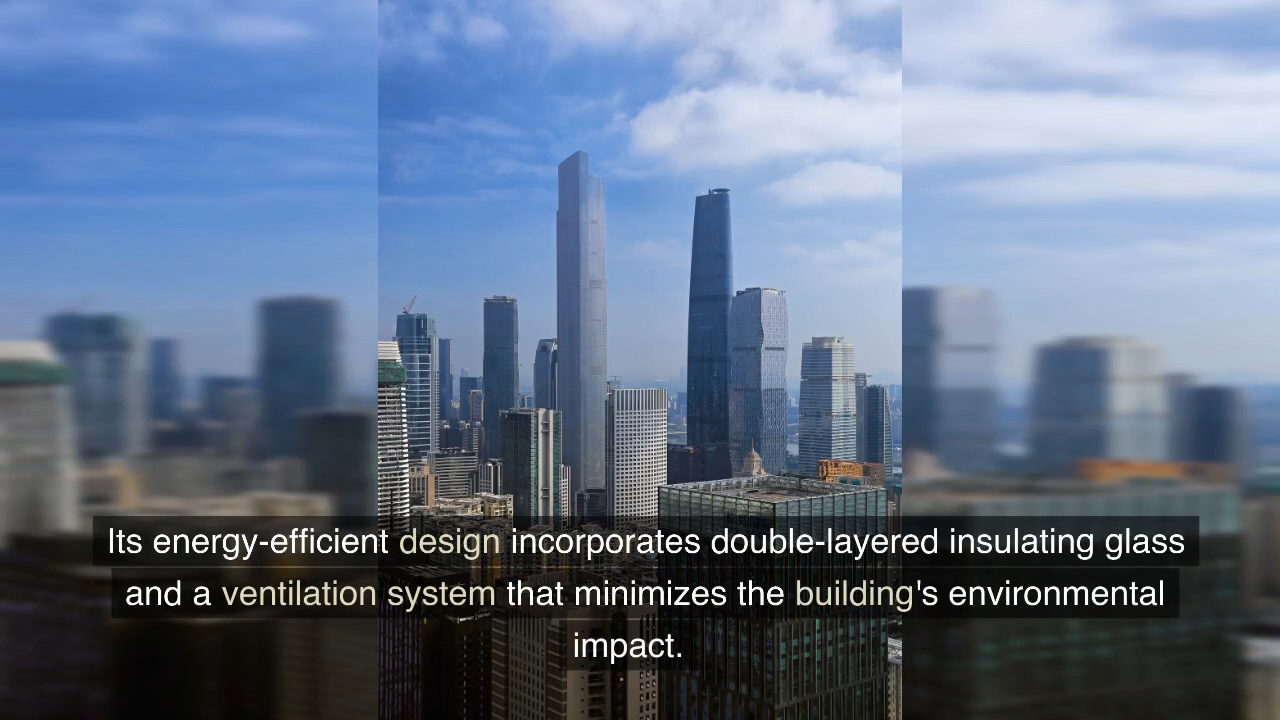 Its energy-efficient design incorporates double-layered insulating glass
and a ventilation system that minimizes the building's environmental
impact.